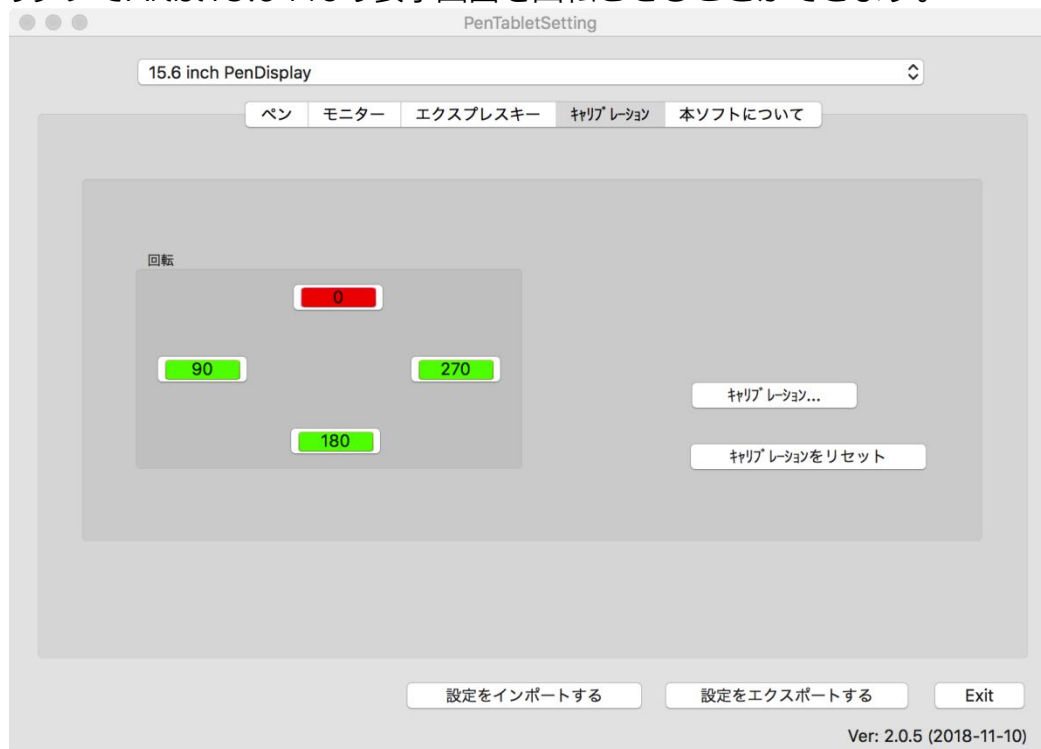 PenTabletSetting
15.6 inch PenDisplay
ペン モニター エクスプレスキー ｷｬﾘﾌﾞﾚｰｼｮﾝ 本ソフトについて
回転
0
90 270
180
ｷｬﾘﾌﾞﾚｰｼｮﾝ...
ｷｬﾘﾌﾞﾚｰｼｮﾝをリセット
設定をインポートする 設定をエクスポートする Exit
Ver: 2.0.5 (2018-11-10)